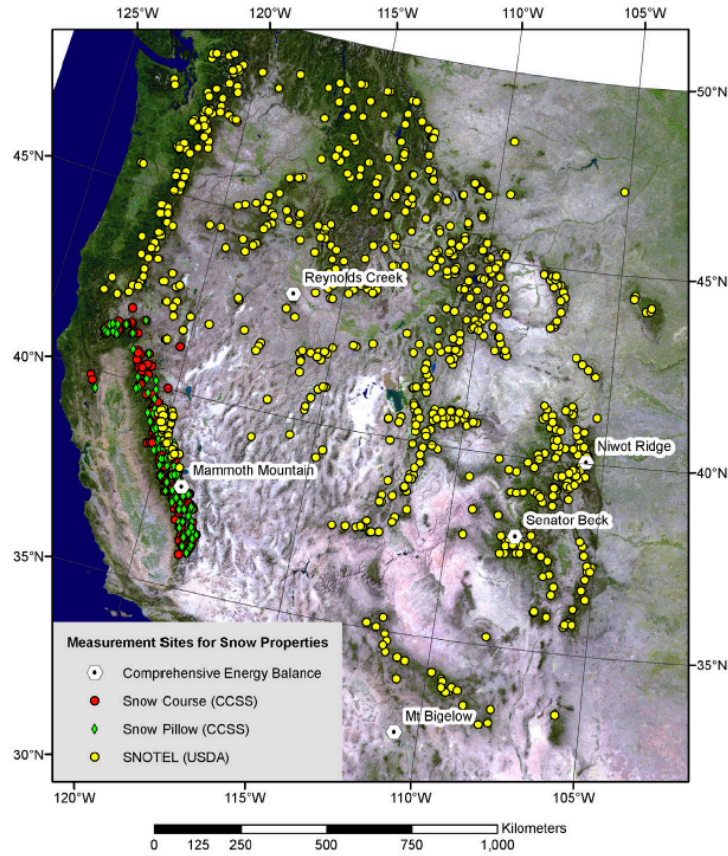 125°W
120°W
115°W
110°W
105°W
50°N
45°N
45°N
Reynolds Creek
40°N
Niwot Ridge
Mammoth Mountain
40°N
Senator Beck
35°N
Measurement Sites for Snow Properties
Comprehensive Energy Balance
35°N
Snow Course (CCSS)
Mt Bigelow
Snow Pillow (CCSS)
SNOTEL (USDA)
30°N
120°W
115°W
110°W
105°W
Kilometers
0 125 250 500 750 1,000